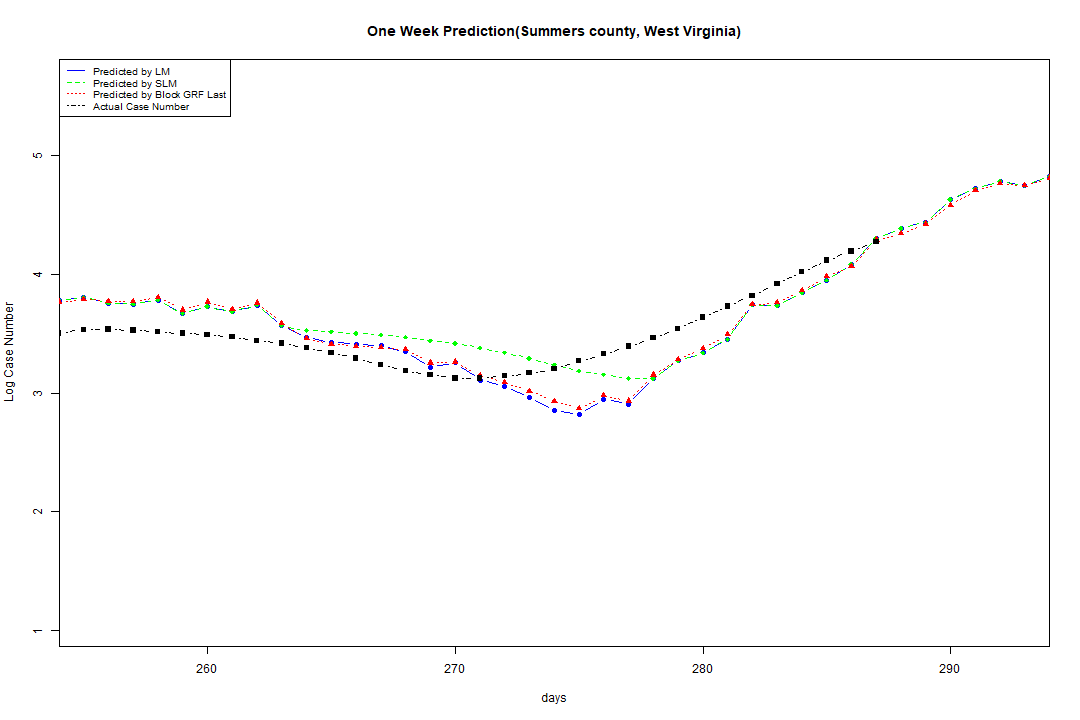 One Week Prediction(Summers county, West Virginia)
Predicted by LM
Predicted by SLM
Predicted by Block GRF Last
Actual Case Number
5
4
3
2
1
Log Case Number
260 270 280 290
days